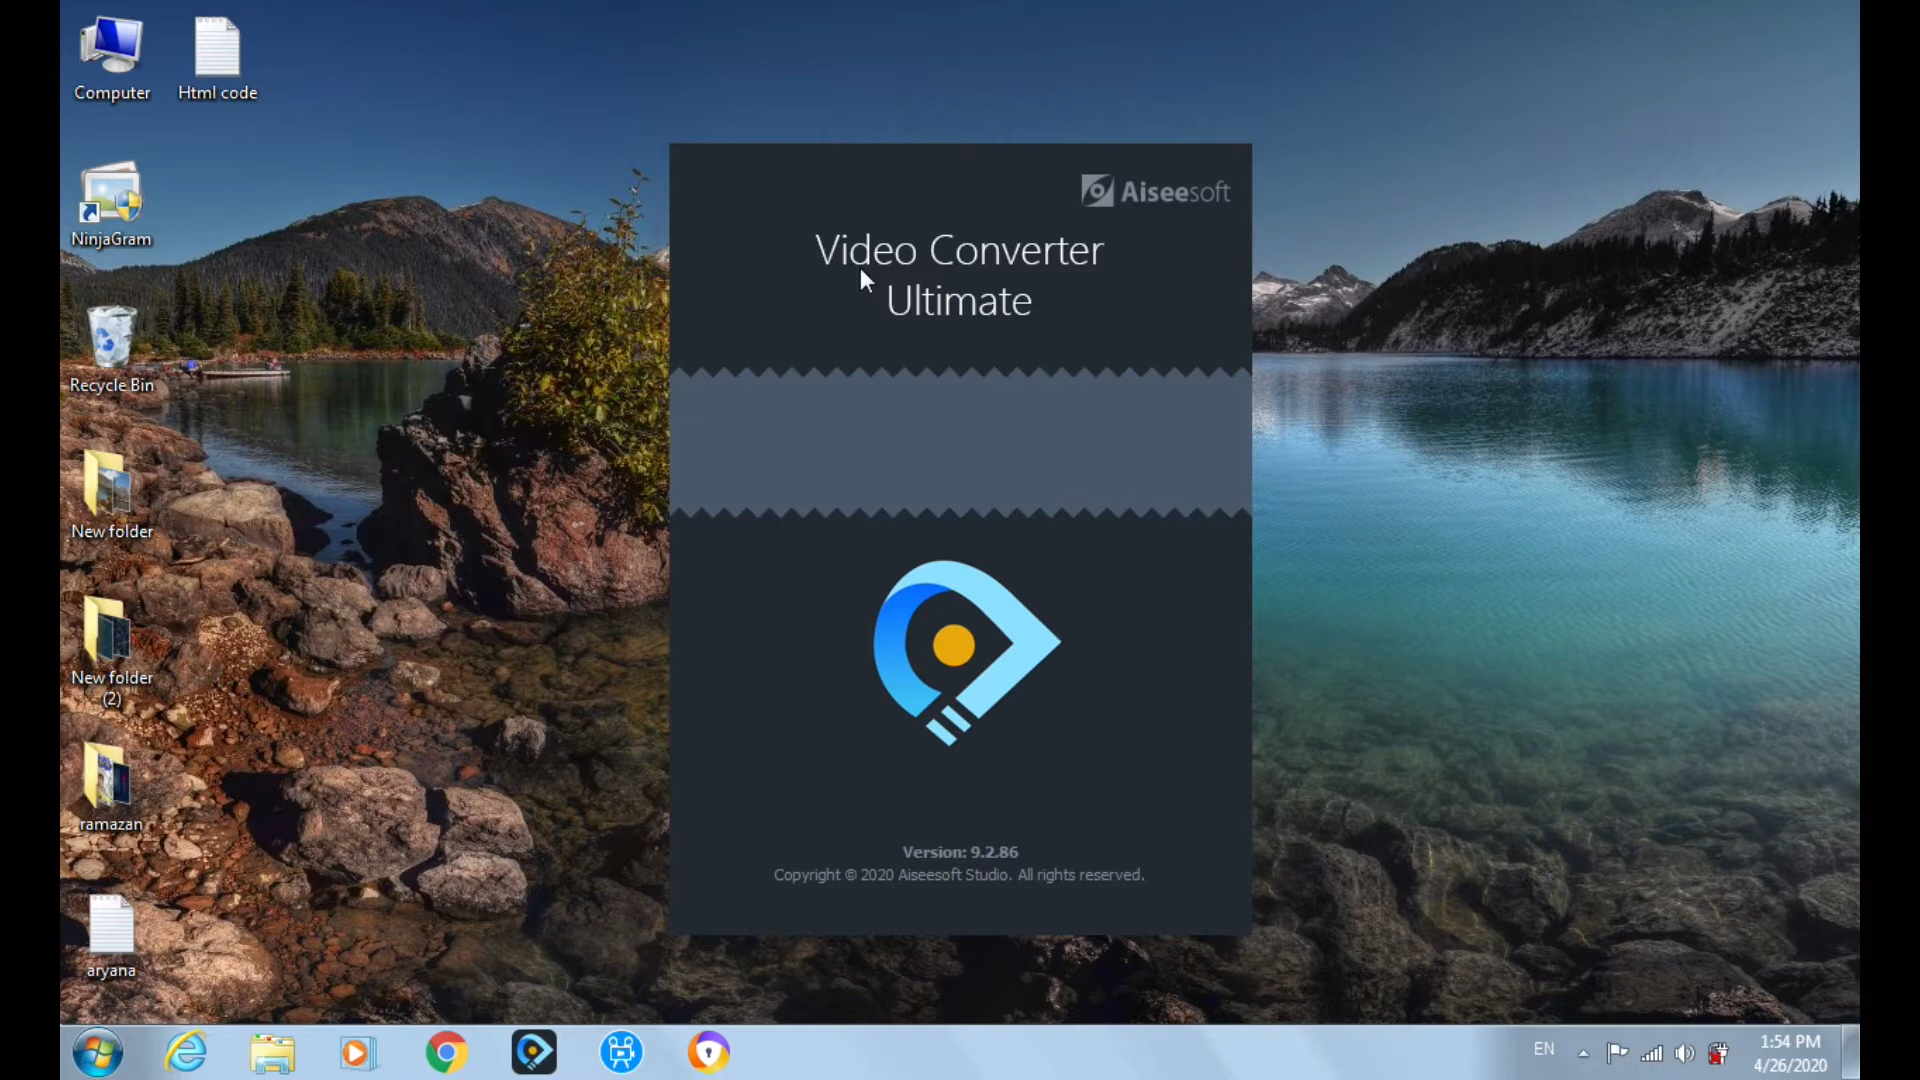 Computer
Html code
NinjaGram
Recycle Bin
New folder
New folder
(2)
ramazan
aryana
Aiseesoft
Video Converter
Ultimate
Version: 9.2.86
Copyright © 2020 Aiseesoft Studio. All rights reserved.
EN
1:54 PM
4/26/2020